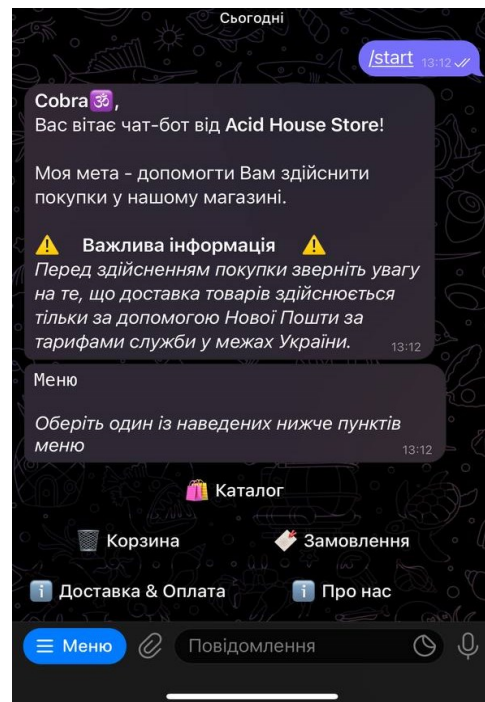 Сьогодні
/start 13:12
Cobra🕉,
Вас вітає чат-бот від Acid House Store!
Моя мета - допомогти Вам здійснити
покупки у нашому магазині.
⚠️ Важлива інформація ⚠️
Перед здійсненням покупки зверніть увагу
на те, що доставка товарів здійснюється
тільки за допомогою Нової Пошти за
тарифами служби у межах України. 13:12
Меню
Оберіть один із наведених нижче пунктів
меню 13:12
🛍 Каталог
🗑 Корзина
🔖 Замовлення
ℹ️ Доставка & Оплата
ℹ️ Про нас
Меню
Повідомлення